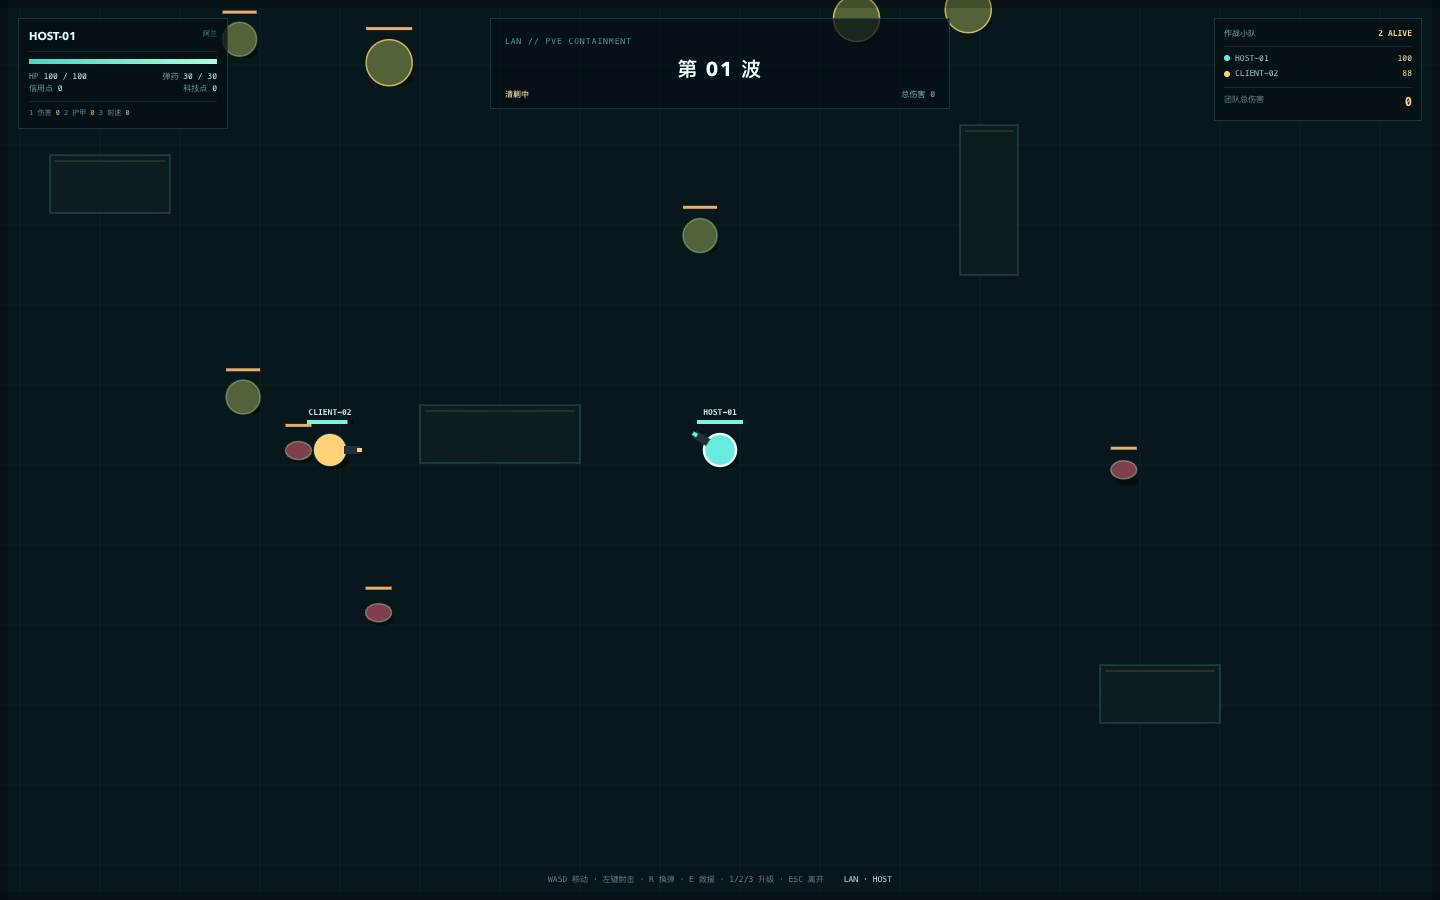 HOST-01 阿兰
HP 100 / 100 弹药 30 / 30
信用点 0 科技点 0
1 伤害 0 2 护甲 0 3 射速 0
LAN // PVE CONTAINMENT
第 01 波
清剿中 总伤害 0
作战小队 2 ALIVE
HOST-01 100
CLIENT-02 88
团队总伤害 0
CLIENT-02
HOST-01
WASD 移动 · 左键射击 · R 换弹 · E 救援 · 1/2/3 升级 · ESC 离开 LAN · HOST